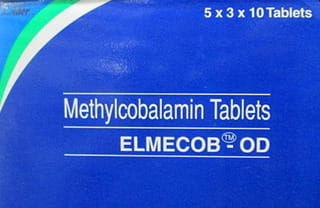 5 x 3 x 10 Tablets
Methylcobalamin Tablets
ELMECOB™- OD